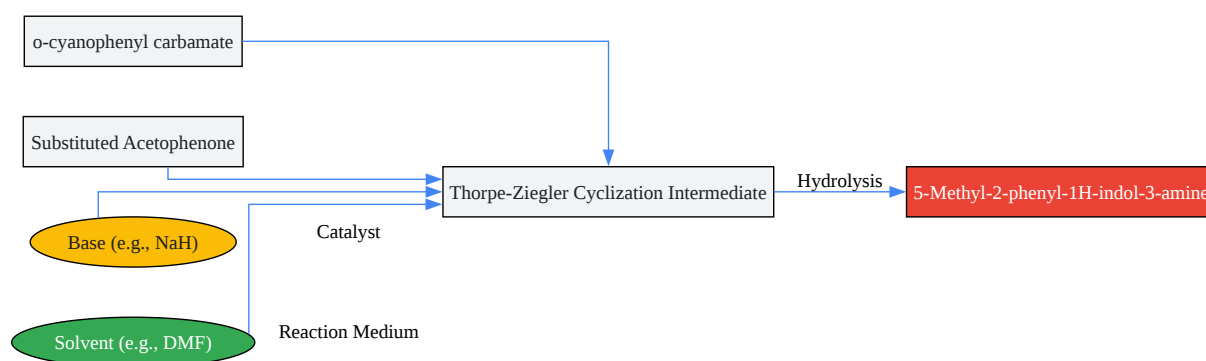 o-cyanophenyl carbamate
Substituted Acetophenone
Thorpe-Ziegler Cyclization Intermediate
Hydrolysis
5-Methyl-2-phenyl-1H-indol-3-amine
Base (e.g., NaH)
Catalyst
Solvent (e.g., DMF)
Reaction Medium